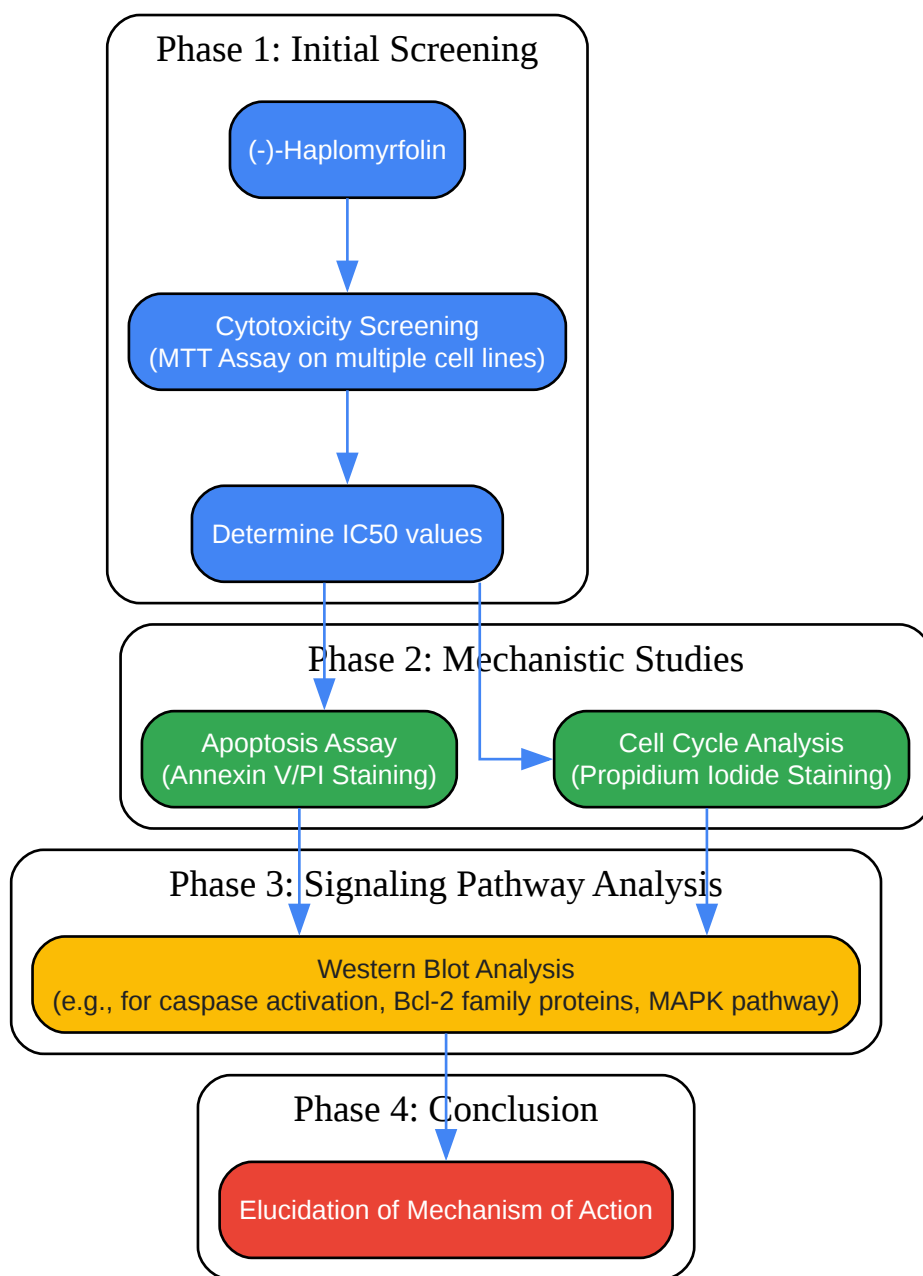 Phase 1: Initial Screening
(-)-Haplomyrfolin
Cytotoxicity Screening
(MTT Assay on multiple cell lines)
Determine IC50 values
Phase 2: Mechanistic Studies
Apoptosis Assay
(Annexin V/PI Staining)
Cell Cycle Analysis
(Propidium Iodide Staining)
Phase 3: Signaling Pathway Analysis
Western Blot Analysis
(e.g., for caspase activation, Bcl-2 family proteins, MAPK pathway)
Phase 4: Conclusion
Elucidation of Mechanism of Action